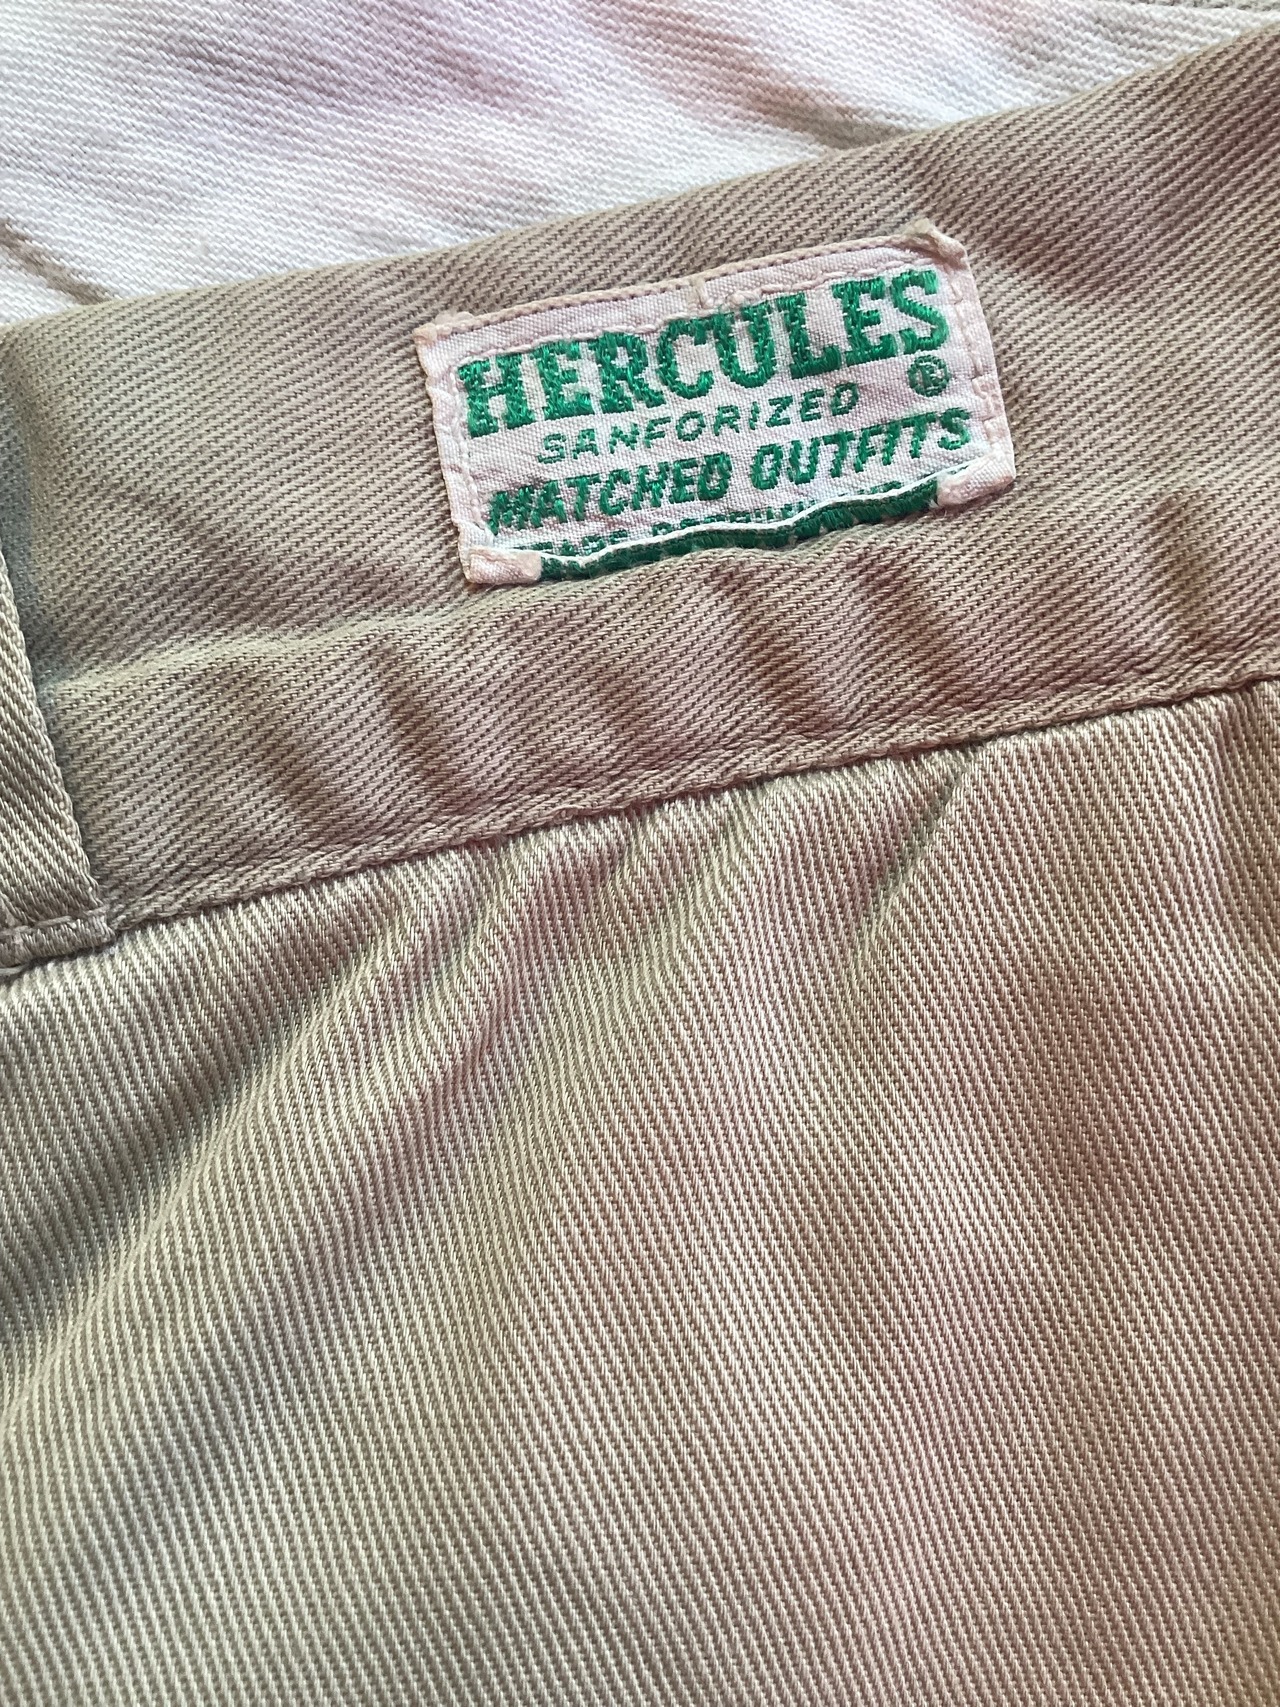 HERCULES
®
SANFORIZED
MATCHED OUTFITS